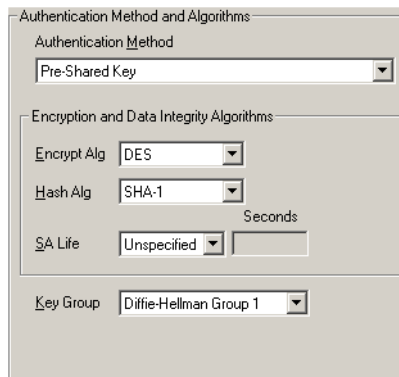 Authentication Method and Algorithms
Authentication Method
Pre-Shared Key
Encryption and Data Integrity Algorithms
Encrypt Alg DES
Hash Alg SHA-1
Seconds
SA Life Unspecified
Key Group Diffie-Hellman Group 1